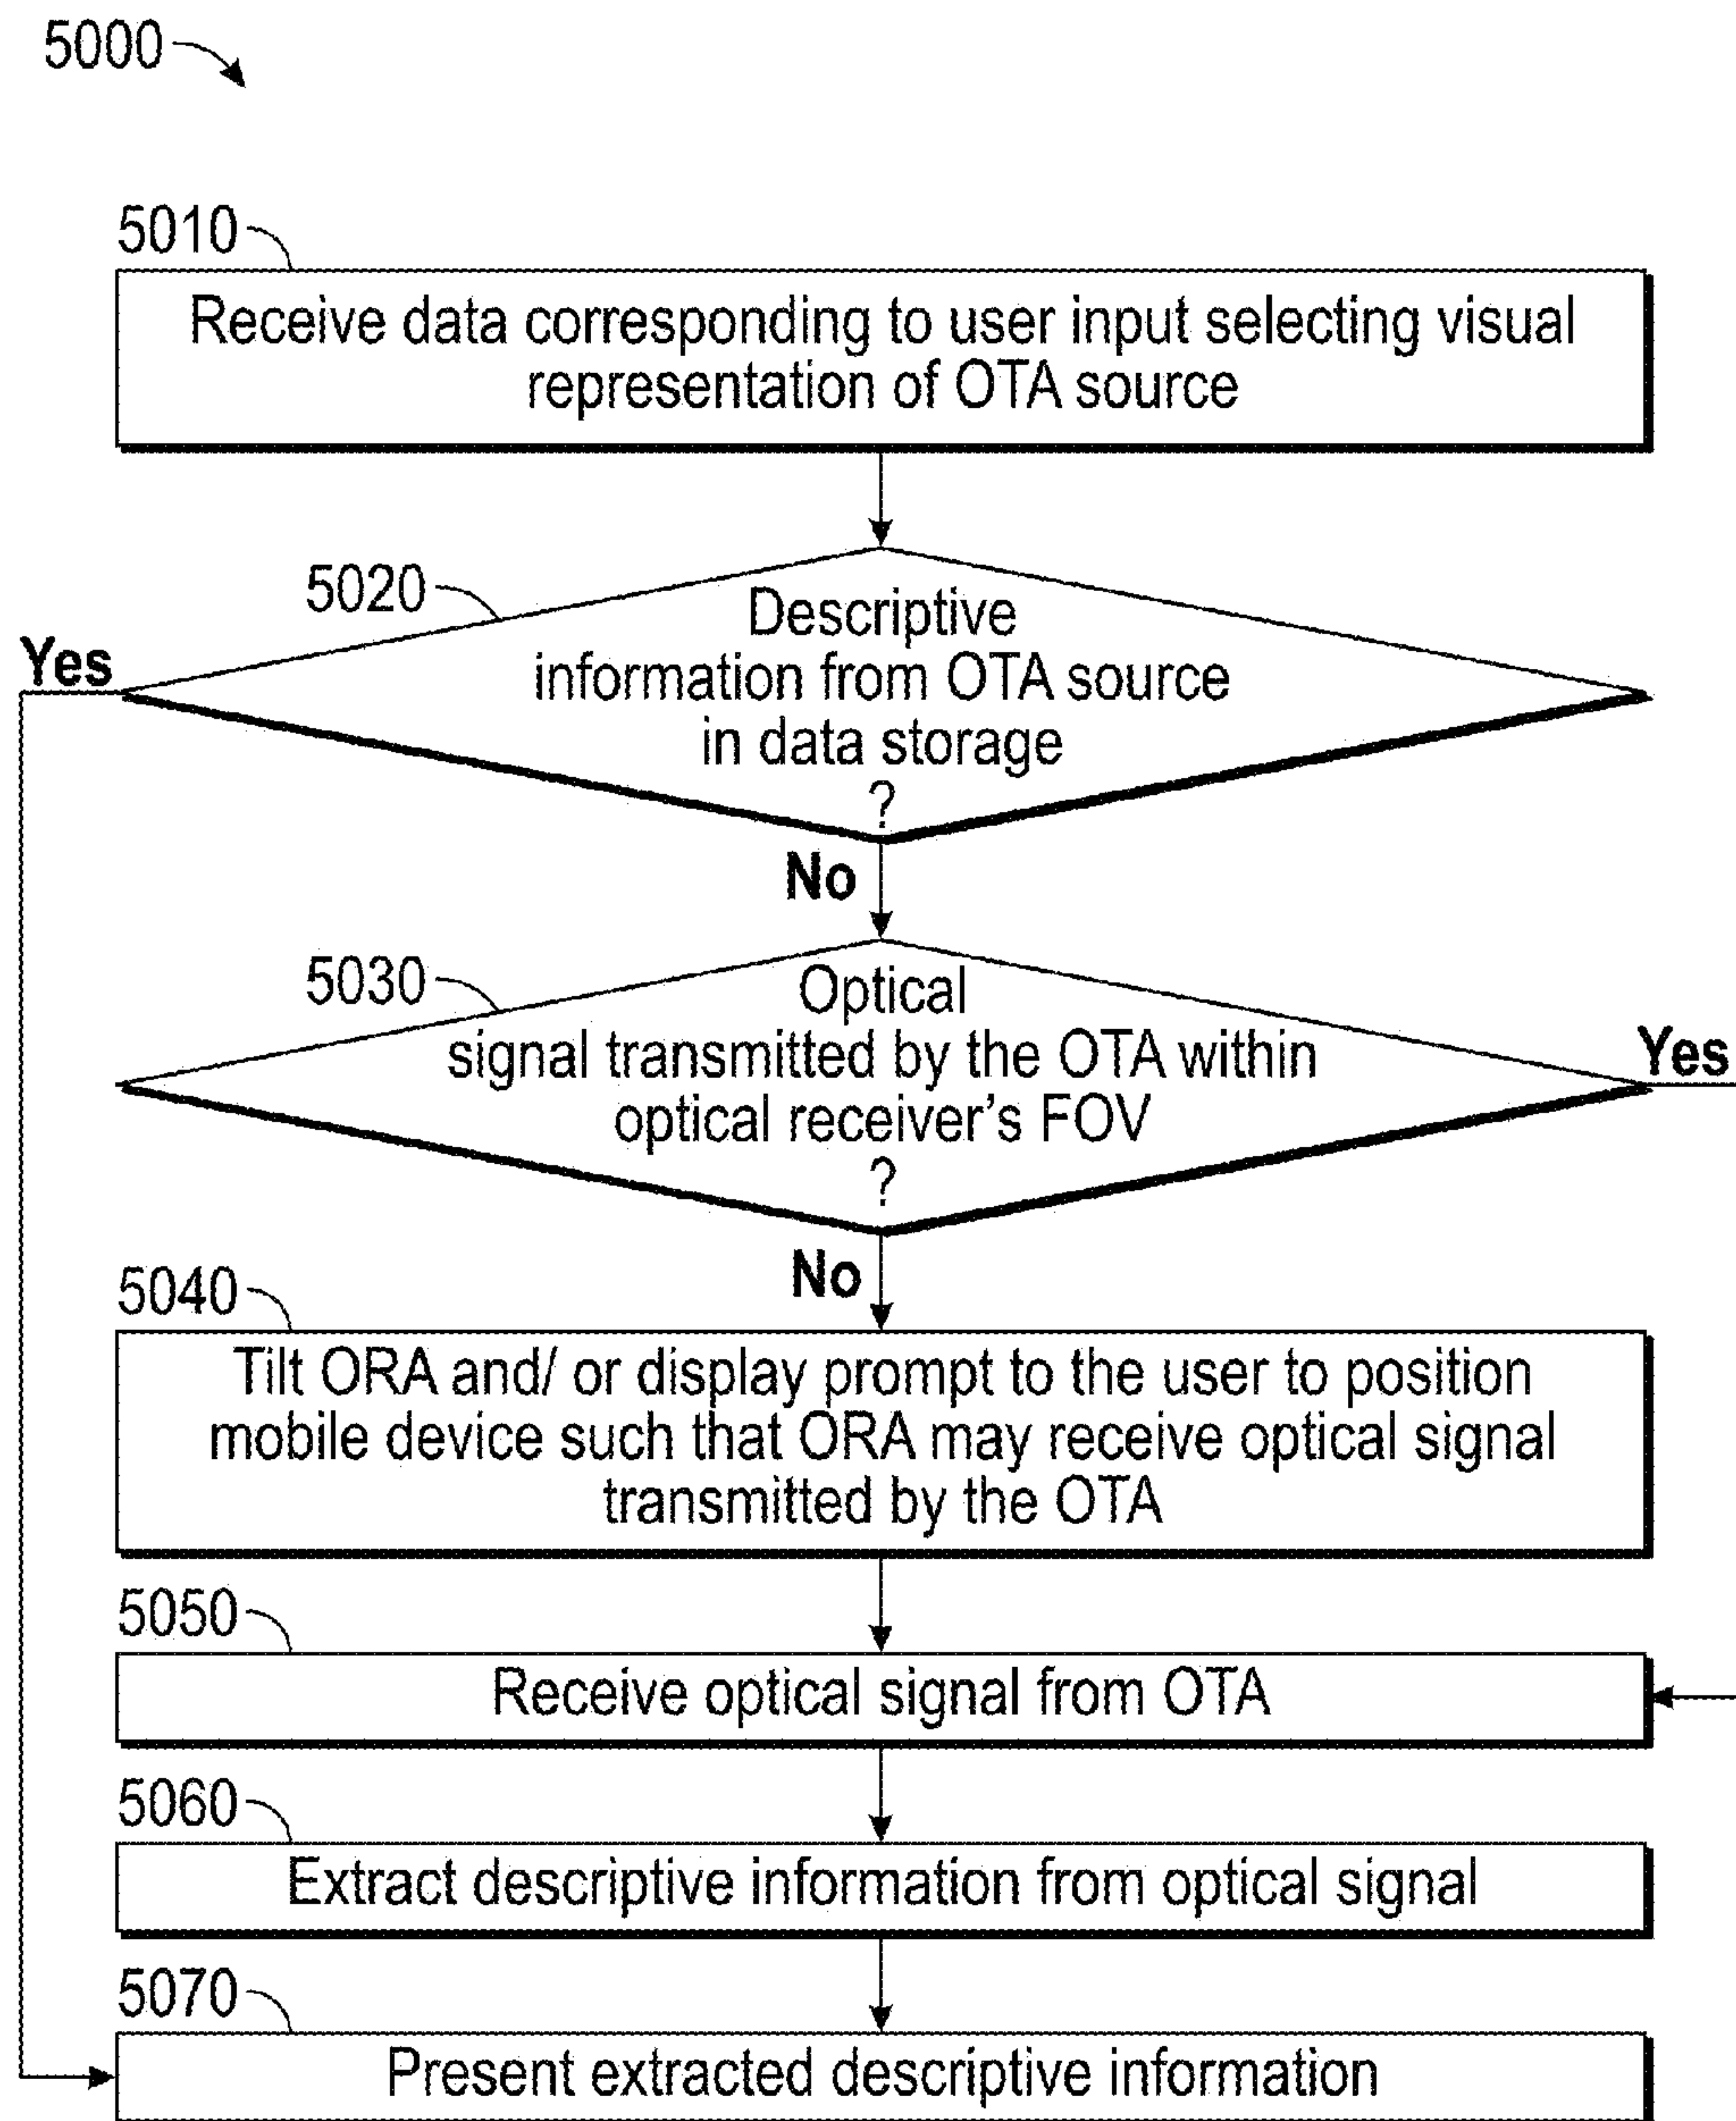 5000
5010
Receive data corresponding to user input selecting visual
representation of OTA source
5020
Descriptive
information from OTA source
in data storage
?
Yes
No
5030
Optical
signal transmitted by the OTA within
optical receiver's FOV
?
Yes
No
5040
Tilt ORA and/ or display prompt to the user to position
mobile device such that ORA may receive optical signal
transmitted by the OTA
5050
Receive optical signal from OTA
5060
Extract descriptive information from optical signal
5070
Present extracted descriptive information